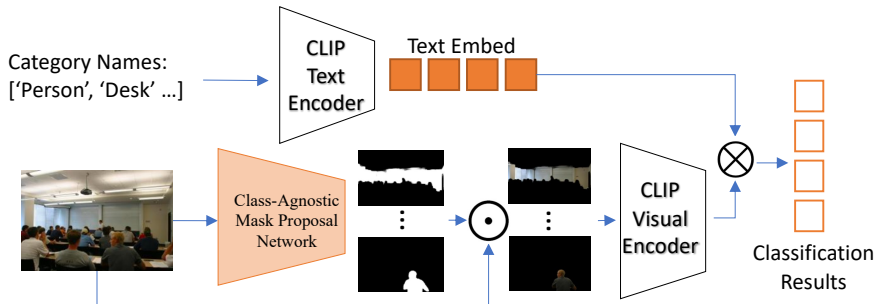 Category Names:
['Person', 'Desk' …]
CLIP
Text
Encoder
Text Embed
Class-Agnostic
Mask Proposal
Network
CLIP
Visual
Encoder
Classification
Results